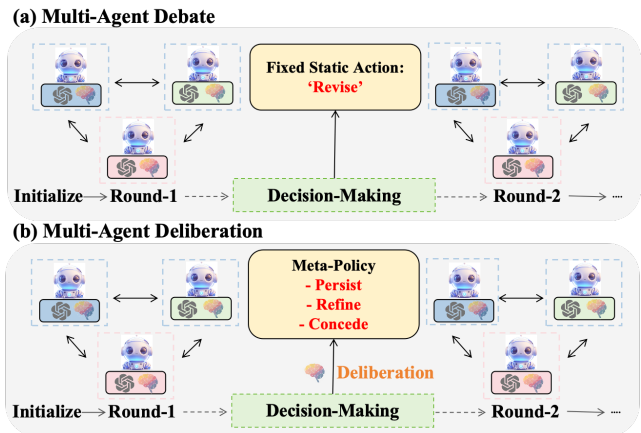 (a) Multi-Agent Debate
Fixed Static Action:
‘Revise’
Initialize
Round-1
Decision-Making
Round-2
....
(b) Multi-Agent Deliberation
Meta-Policy
- Persist
- Refine
- Concede
Deliberation
Initialize
Round-1
Decision-Making
Round-2
....